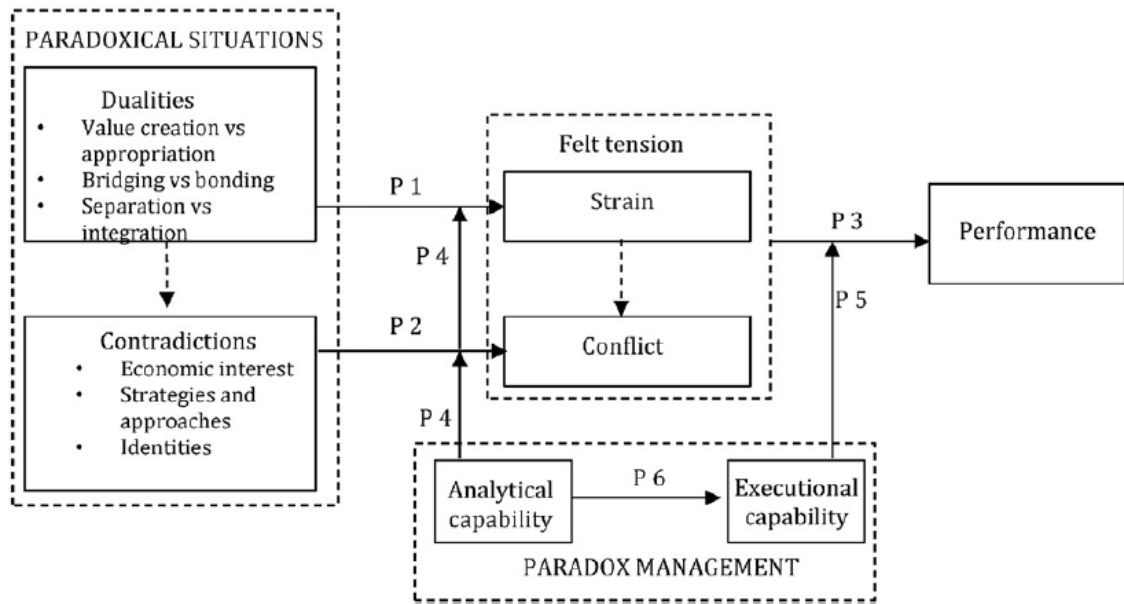 PARADOXICAL SITUATIONS
Dualities
• Value creation vs
appropriation
• Bridging vs bonding
• Separation vs
integration
Contradictions
• Economic interest
• Strategies and
approaches
• Identities
P 1
P 4
P 2
P 4
Felt tension
Strain
Conflict
P 3
P 5
Performance
Analytical
capability
P 6
Executional
capability
PARADOX MANAGEMENT